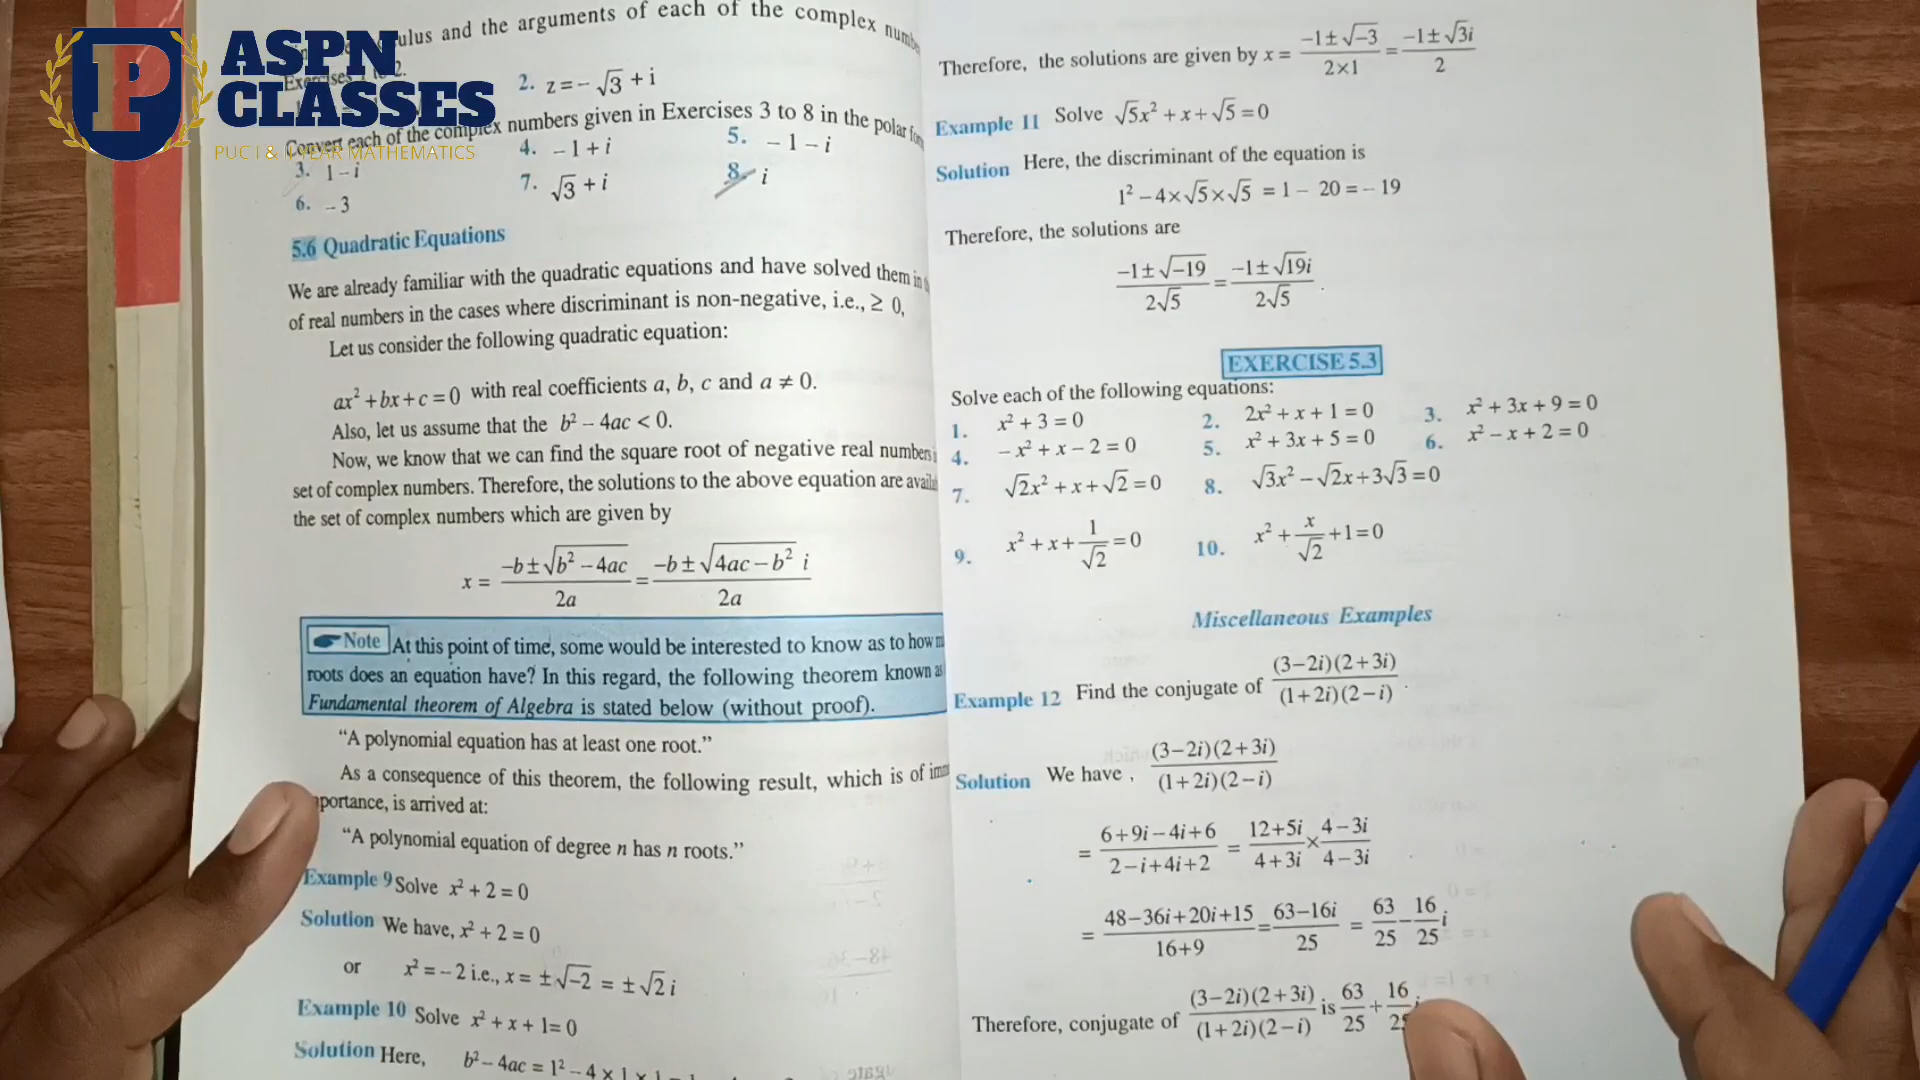 ASPN
CLASSES
PUC I & II YEAR MATHEMATICS
and the arguments of each of the complex
Exercises 1 to 2.
2. z = − √3 + i
Convert each of the complex numbers given in Exercises 3 to 8 in the polar
3. 1 – i
4. – 1 + i
5. – 1 – i
6. – 3
7. √3 + i
8. i
5.6 Quadratic Equations
We are already familiar with the quadratic equations and have solved them in
of real numbers in the cases where discriminant is non-negative, i.e., ≥ 0,
Let us consider the following quadratic equation:
ax² + bx + c = 0 with real coefficients a, b, c and a ≠ 0.
Also, let us assume that the b² – 4ac < 0.
Now, we know that we can find the square root of negative real numbers
set of complex numbers. Therefore, the solutions to the above equation are
the set of complex numbers which are given by
x = (−b ± √(b² − 4ac))/2a = (−b ± √(4ac − b²) i)/2a
Note At this point of time, some would be interested to know as to how
roots does an equation have? In this regard, the following theorem known as
Fundamental theorem of Algebra is stated below (without proof).
“A polynomial equation has at least one root.”
As a consequence of this theorem, the following result, which is of
portance, is arrived at:
“A polynomial equation of degree n has n roots.”
Example 9 Solve x² + 2 = 0
Solution We have, x² + 2 = 0
or x² = – 2 i.e., x = ± √−2 = ± √2 i
Example 10 Solve x² + x + 1= 0
Solution Here, b² – 4ac = 1² – 4 × 1 × 1
Therefore, the solutions are given by x = (−1 ± √−3)/(2×1) = (−1 ± √3i)/2
Example 11 Solve √5x² + x + √5 = 0
Solution Here, the discriminant of the equation is
1² − 4×√5×√5 = 1 – 20 = – 19
Therefore, the solutions are
(−1 ± √−19)/(2√5) = (−1 ± √19i)/(2√5).
EXERCISE 5.3
Solve each of the following equations:
1. x² + 3 = 0
2. 2x² + x + 1 = 0
3. x² + 3x + 9 = 0
4. – x² + x – 2 = 0
5. x² + 3x + 5 = 0
6. x² – x + 2 = 0
7. √2x² + x + √2 = 0
8. √3x² − √2x + 3√3 = 0
9. x² + x + 1/√2 = 0
10. x² + x/√2 + 1 = 0
Miscellaneous Examples
Example 12 Find the conjugate of (3−2i)(2+3i)/(1+2i)(2−i).
Solution We have , (3−2i)(2+3i)/(1+2i)(2−i)
= (6+9i−4i+6)/(2−i+4i+2) = (12+5i)/(4+3i) × (4−3i)/(4−3i)
= (48−36i+20i+15)/(16+9) = (63−16i)/25 = 63/25 − 16/25 i
Therefore, conjugate of (3−2i)(2+3i)/(1+2i)(2−i) is 63/25 + 16/25